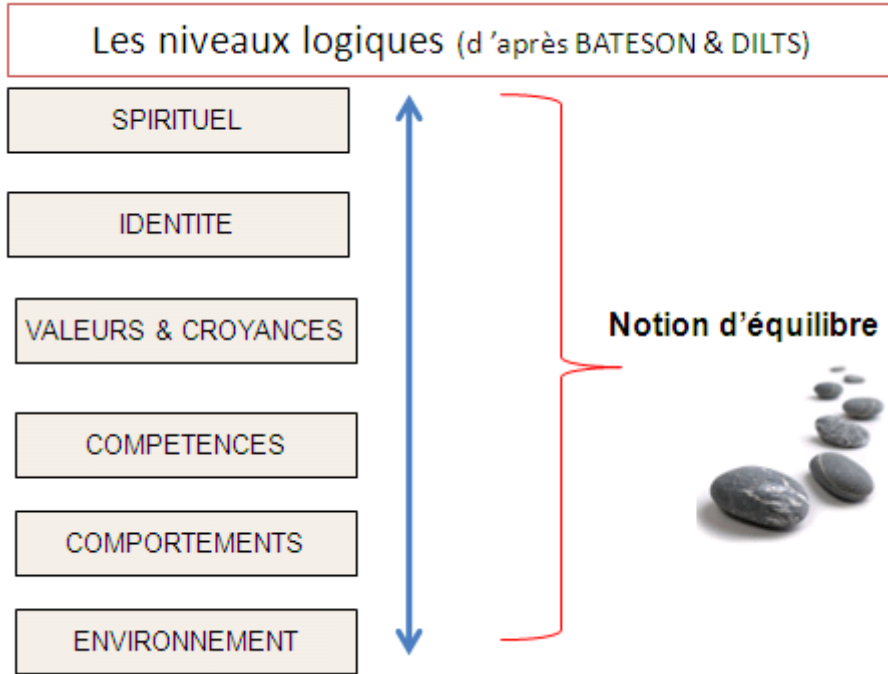 Les niveaux logiques (d ’après BATESON & DILTS)
SPIRITUEL
IDENTITE
VALEURS & CROYANCES
COMPETENCES
COMPORTEMENTS
ENVIRONNEMENT
Notion d’équilibre